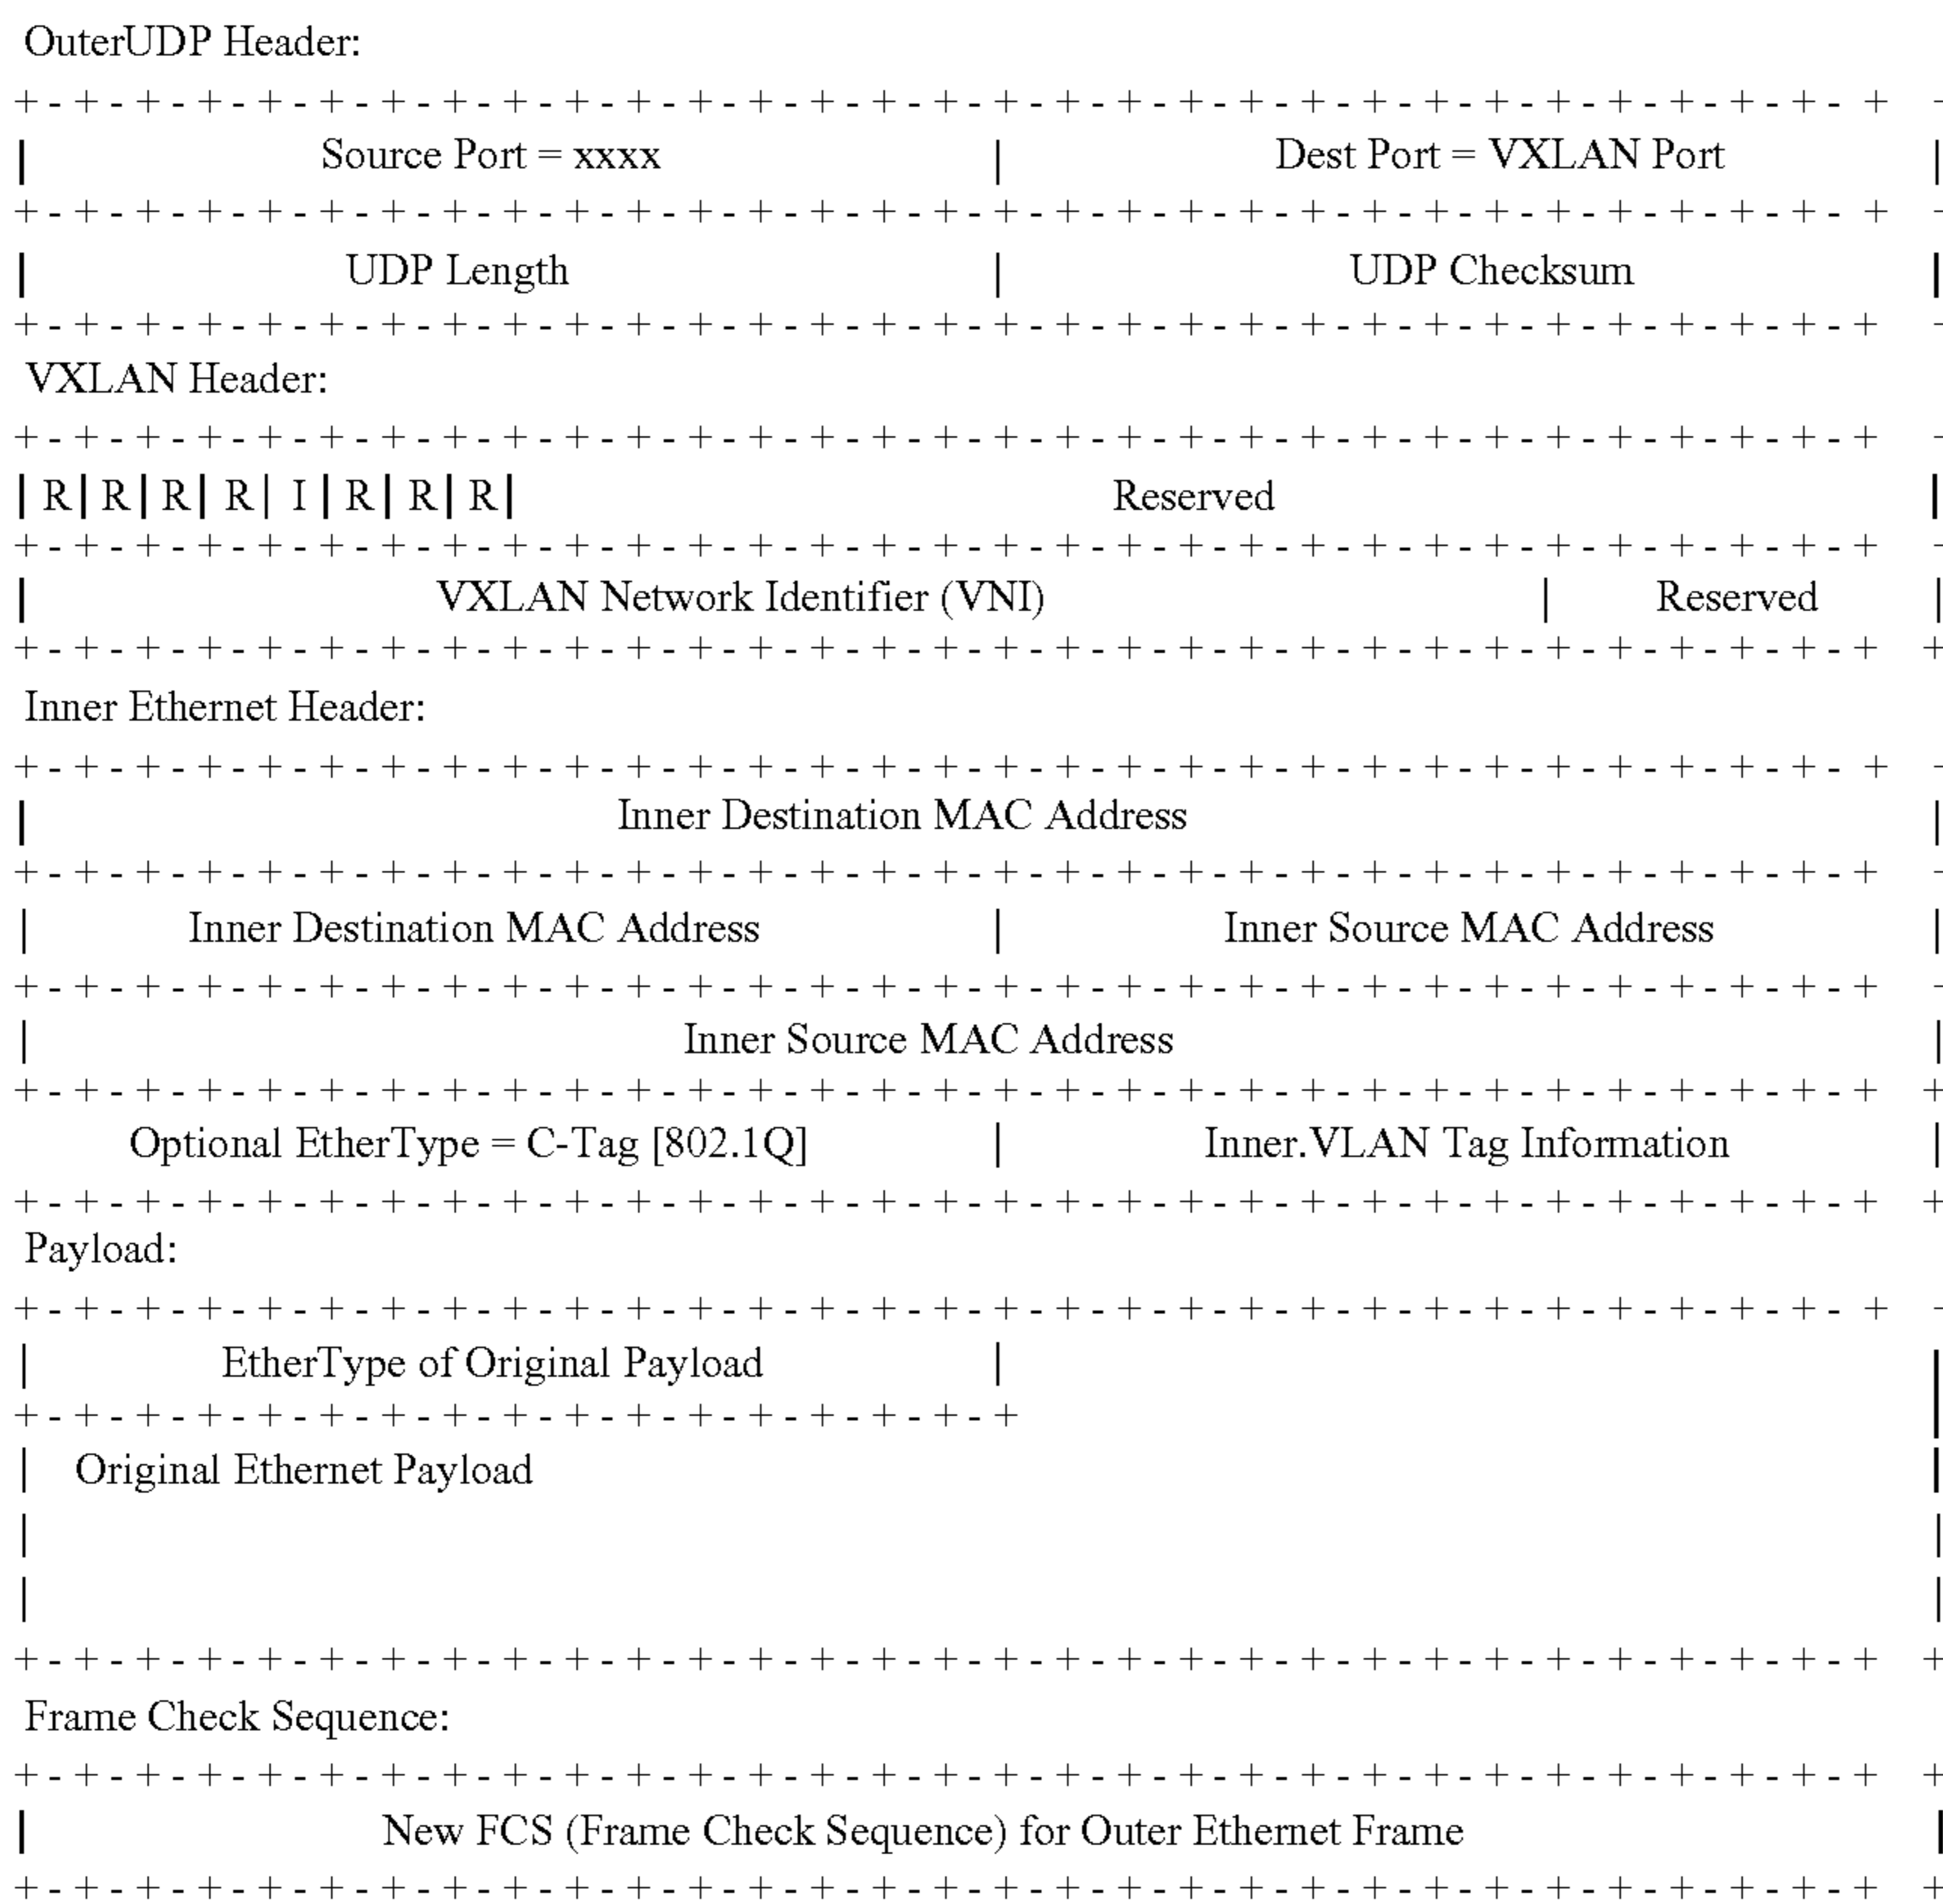 OuterUDP Header:
+-+-+-+-+-+-+-+-+-+-+-+-+-+-+-+-+-+-+-+-+-+-+-+-+-+-+-+-+-+-+- + -
| Source Port = xxxx | Dest Port = VXLAN Port |
+-+-+-+-+-+-+-+-+-+-+-+-+-+-+-+-+-+-+-+-+-+-+-+-+-+-+-+-+-+-+- + -
| UDP Length | UDP Checksum |
+-+-+-+-+-+-+-+-+-+-+-+-+-+-+-+-+-+-+-+-+-+-+-+-+-+-+-+-+-+-+-+ -
VXLAN Header:
+-+-+-+-+-+-+-+-+-+-+-+-+-+-+-+-+-+-+-+-+-+-+-+-+-+-+-+-+-+-+-+ -
| R| R| R| R| I | R| R| R| Reserved |
+-+-+-+-+-+-+-+-+-+-+-+-+-+-+-+-+-+-+-+-+-+-+-+-+-+-+-+-+-+-+-+ -
| VXLAN Network Identifier (VNI) | Reserved |
+-+-+-+-+-+-+-+-+-+-+-+-+-+-+-+-+-+-+-+-+-+-+-+-+-+-+-+-+-+-+-+ +
Inner Ethernet Header:
+-+-+-+-+-+-+-+-+-+-+-+-+-+-+-+-+-+-+-+-+-+-+-+-+-+-+-+-+-+-+- + -
| Inner Destination MAC Address |
+-+-+-+-+-+-+-+-+-+-+-+-+-+-+-+-+-+-+-+-+-+-+-+-+-+-+-+-+-+-+-+ -
| Inner Destination MAC Address | Inner Source MAC Address |
+-+-+-+-+-+-+-+-+-+-+-+-+-+-+-+-+-+-+-+-+-+-+-+-+-+-+-+-+-+-+-+ -
| Inner Source MAC Address |
+-+-+-+-+-+-+-+-+-+-+-+-+-+-+-+-+-+-+-+-+-+-+-+-+-+-+-+-+-+-+-+ +
Optional EtherType = C-Tag [802.1Q] | Inner.VLAN Tag Information |
+-+-+-+-+-+-+-+-+-+-+-+-+-+-+-+-+-+-+-+-+-+-+-+-+-+-+-+-+-+-+-+ +
Payload:
+-+-+-+-+-+-+-+-+-+-+-+-+-+-+-+-+-+-+-+-+-+-+-+-+-+-+-+-+-+-+- + -
| EtherType of Original Payload | |
+-+-+-+-+-+-+-+-+-+-+-+-+-+-+-+-+
| Original Ethernet Payload |
| |
| |
+-+-+-+-+-+-+-+-+-+-+-+-+-+-+-+-+-+-+-+-+-+-+-+-+-+-+-+-+-+-+-+ +
Frame Check Sequence:
+-+-+-+-+-+-+-+-+-+-+-+-+-+-+-+-+-+-+-+-+-+-+-+-+-+-+-+-+-+-+-+ +
| New FCS (Frame Check Sequence) for Outer Ethernet Frame |
+-+-+-+-+-+-+-+-+-+-+-+-+-+-+-+-+-+-+-+-+-+-+-+-+-+-+-+-+-+-+-+ +